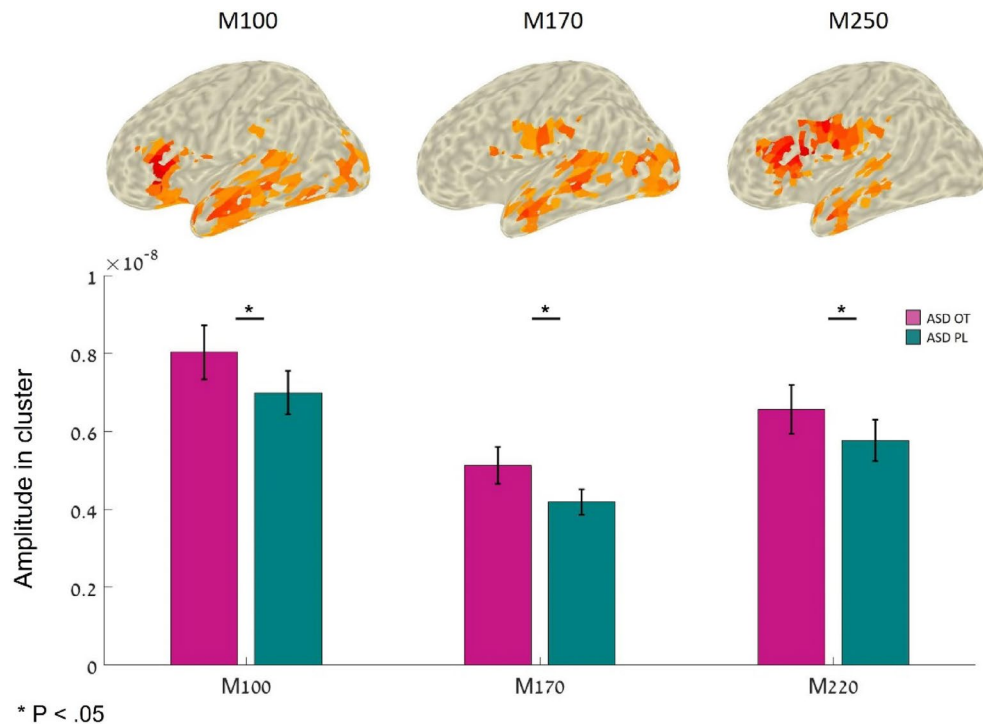 M100 M170 M250
×10⁻⁸
1
0.8
0.6
0.4
0.2
0
Amplitude in cluster
*
*
*
ASD OT
ASD PL
M100 M170 M220
* P < .05